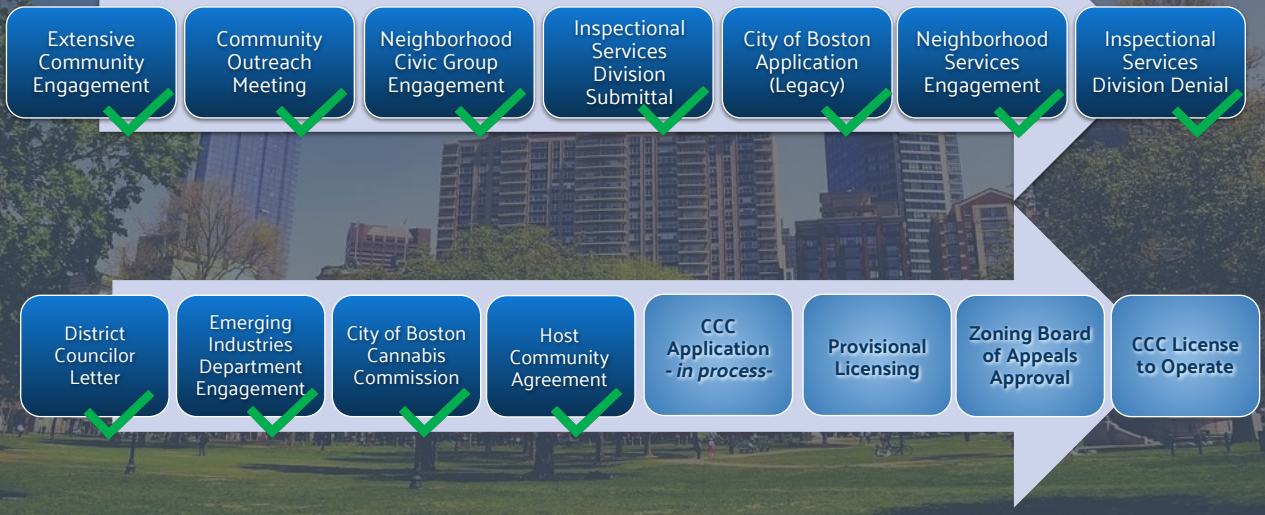 Extensive
Community
Engagement
Community
Outreach
Meeting
Neighborhood
Civic Group
Engagement
Inspectional
Services
Division
Submittal
City of Boston
Application
(Legacy)
Neighborhood
Services
Engagement
Inspectional
Services
Division Denial
District
Councilor
Letter
Emerging
Industries
Department
Engagement
City of Boston
Cannabis
Commission
Host
Community
Agreement
CCC
Application
- in process-
Provisional
Licensing
Zoning Board
of Appeals
Approval
CCC License
to Operate